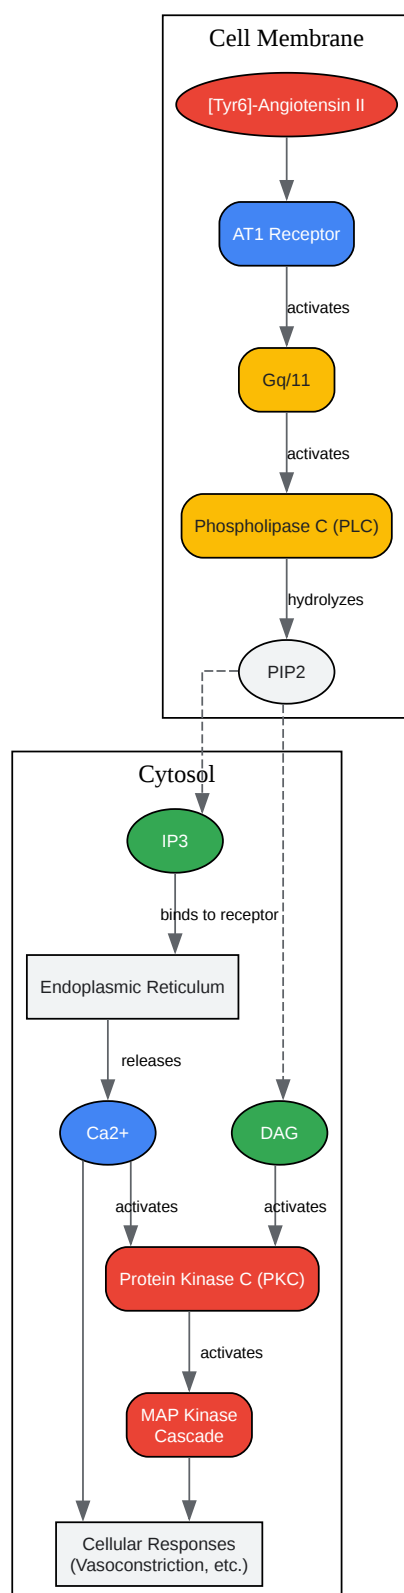 Cell Membrane
[Tyr6]-Angiotensin II
AT1 Receptor
activates
Gq/11
activates
Phospholipase C (PLC)
hydrolyzes
PIP2
Cytosol
IP3
binds to receptor
Endoplasmic Reticulum
releases
Ca2+
DAG
activates
activates
Protein Kinase C (PKC)
activates
MAP Kinase
Cascade
Cellular Responses
(Vasoconstriction, etc.)